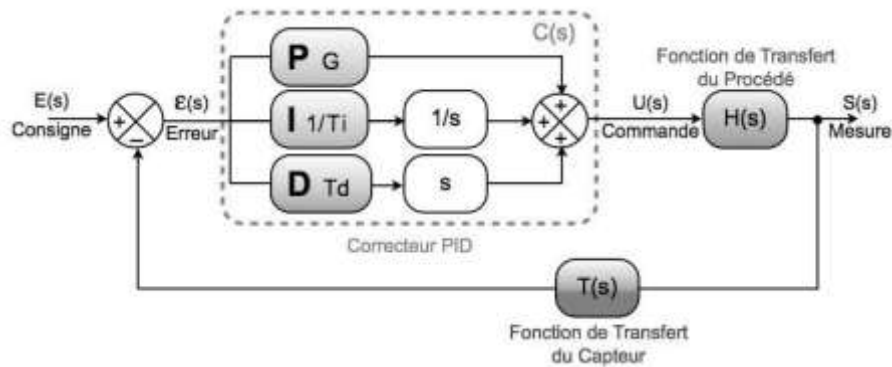 C(s)
P G
Fonction de Transfert
du Procédé
E(s)
Consigne
+
−
ε(s)
Erreur
I 1/Ti
1/s
+
+
+
U(s)
Commande
H(s)
S(s)
Mesure
D Td
s
Correcteur PID
T(s)
Fonction de Transfert
du Capteur